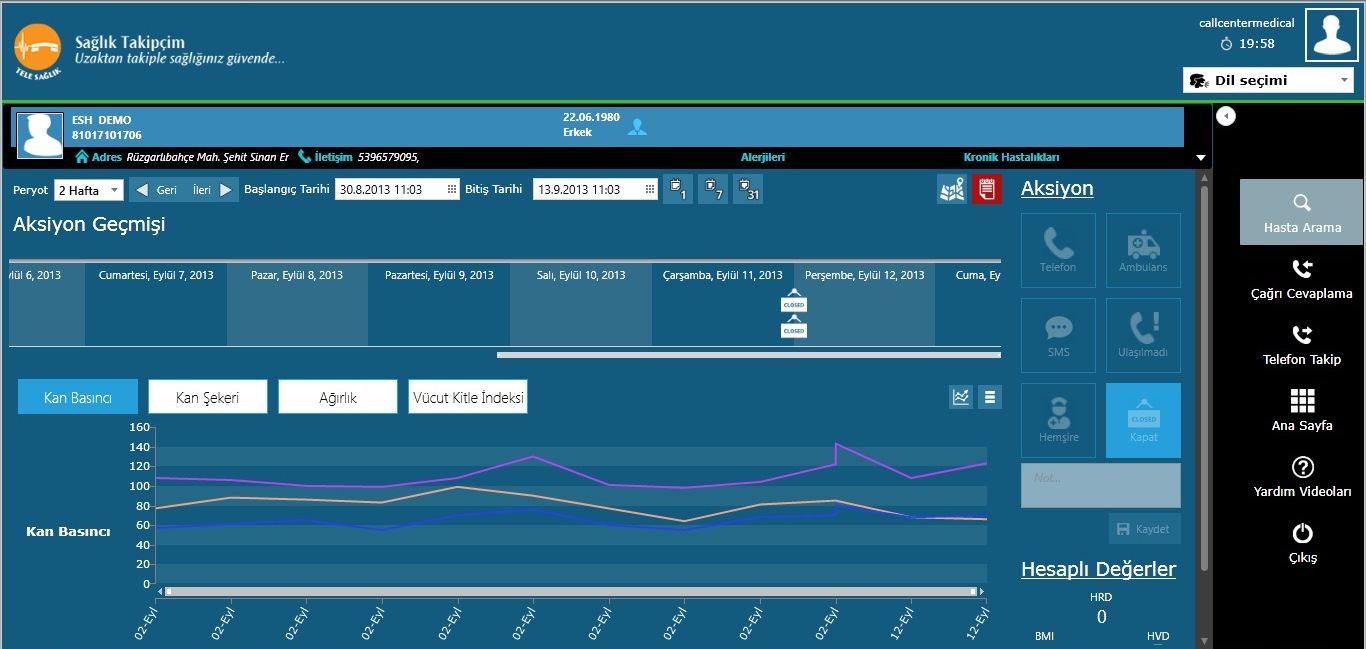 callcentermedical
19:58
Dil seçimi
TELE SAĞLIK
Sağlık Takipçim
Uzaktan takiple sağlığınız güvende...
ESH DEMO
81017101706
22.06.1980
Erkek
Adres Rüzgarlıbahçe Mah. Şehit Sinan Er İletişim 5396579095, Alerjileri Kronik Hastalıkları
Peryot 2 Hafta Geri İleri Başlangıç Tarihi 30.8.2013 11:03 Bitiş Tarihi 13.9.2013 11:03 1 7 31
Aksiyon Geçmişi
ylül 6, 2013 Cumartesi, Eylül 7, 2013 Pazar, Eylül 8, 2013 Pazartesi, Eylül 9, 2013 Salı, Eylül 10, 2013 Çarşamba, Eylül 11, 2013 Perşembe, Eylül 12, 2013 Cuma, Ey
CLOSED
CLOSED
Kan Basıncı Kan Şekeri Ağırlık Vücut Kitle İndeksi
160
140
120
100
80
60
40
20
0
Kan Basıncı
02-Eyl 02-Eyl 02-Eyl 02-Eyl 02-Eyl 02-Eyl 02-Eyl 02-Eyl 02-Eyl 02-Eyl 12-Eyl 12-Eyl
Aksiyon
Telefon Ambulans
SMS Ulaşılmadı
CLOSED
Hemşire Kapat
Not...
Kaydet
Hesaplı Değerler
HRD
0
BMI HVD
Hasta Arama
Çağrı Cevaplama
Telefon Takip
Ana Sayfa
Yardım Videoları
Çıkış